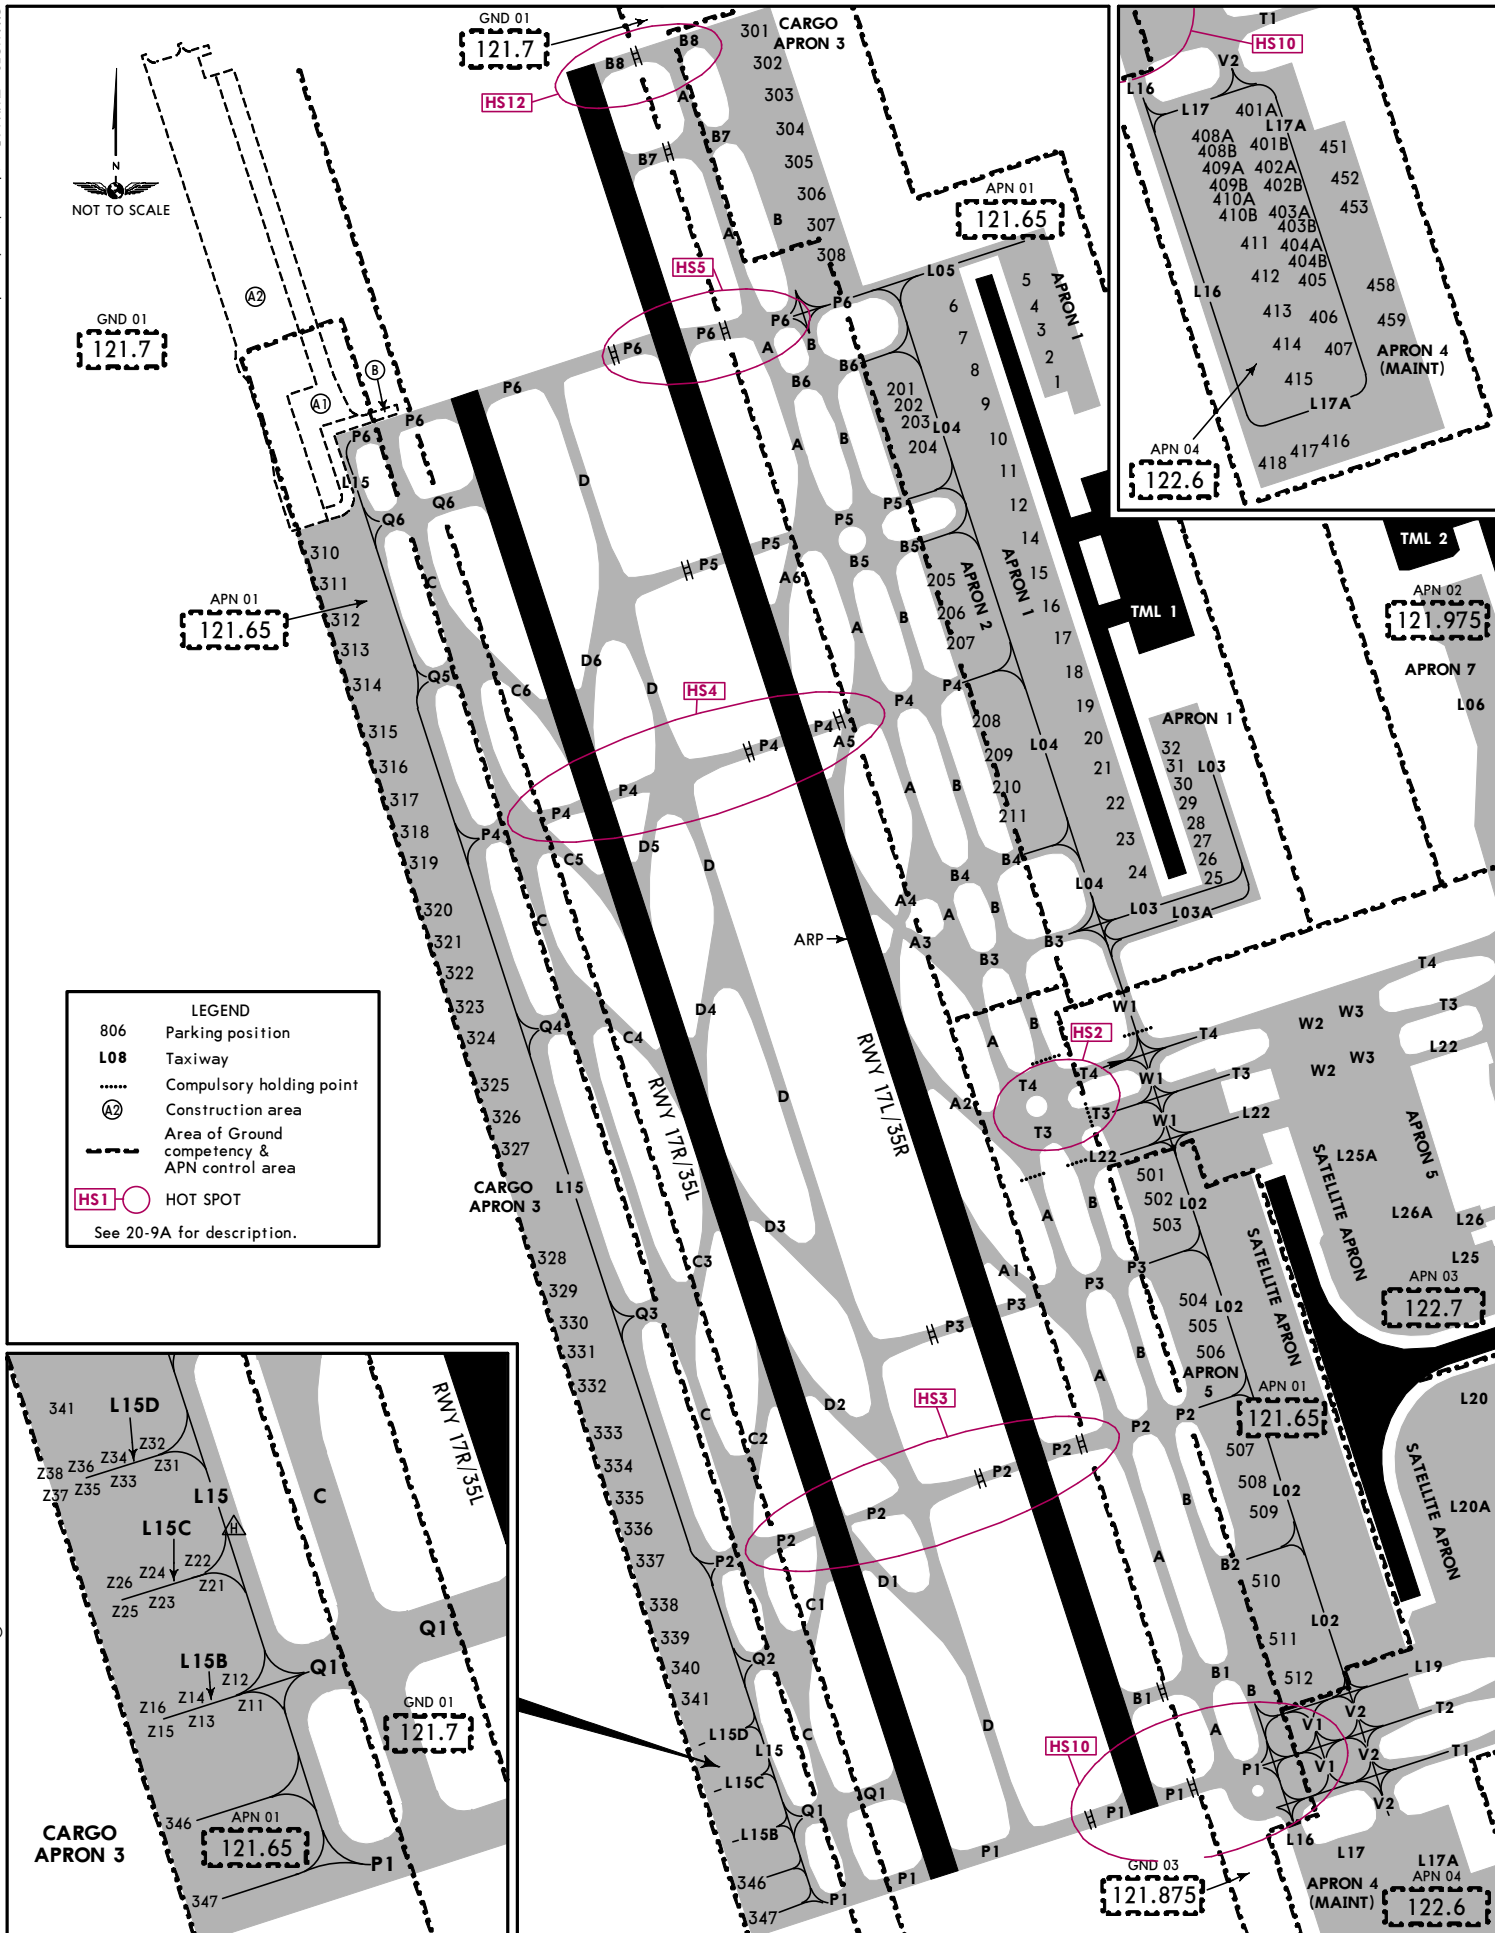 GND 01
121.7
CARGO
APRON 3
B8
B8
HS12
301
302
303
304
305
306
307
308
A
B7
B7
A
B
N
NOT TO SCALE
A2
GND 01
121.7
A1
B
HS5
P6
P6
P6
P6
L05
APN 01
121.65
APRON 1
5
4
3
2
1
6
7
8
9
10
11
12
14
15
16
17
18
19
20
21
22
23
24
A
B
B6
B6
201
202
203
204
L04
P6
P6
P6
L15
Q6
Q6
D
A
B
P5
P5
P5
P5
B5
B5
A6
205
206
207
APRON 2
APRON 1
TML 1
310
311
312
313
314
315
316
317
318
319
320
321
322
323
324
325
326
327
APN 01
121.65
C
Q5
C6
D6
D
HS4
P4
P4
P4
P4
A5
P4
P4
A
B
208
209
210
211
L04
APRON 1
32
31
30
29
28
27
26
25
L03
P4
C5
D5
D
A
B
B4
B4
L04
L03
L03A
A4
A
B
A3
B3
B3
ARP
C
Q4
C4
D4
D
RWY 17L/35R
RWY 17R/35L
LEGEND
806 Parking position
L08 Taxiway
Compulsory holding point
A2 Construction area
Area of Ground
competency &
APN control area
HS1 HOT SPOT
See 20-9A for description.
CARGO
APRON 3
L15
A
B
HS2
W1
T4
T4
T4
T3
T3
T3
W1
W1
L22
L22
A2
W2
W3
W2
W3
T4
T3
L22
APRON 5
L25A
L26A
L26
L25
SATELLITE APRON
APN 03
122.7
501
502
503
L02
A
B
SATELLITE APRON
328
329
330
331
332
333
334
335
336
337
338
339
340
341
Q3
C3
D3
A1
P3
P3
P3
P3
504
505
506
L02
APRON
5
APN 01
121.65
A
B
C
C2
D2
HS3
P2
P2
P2
P2
P2
P2
507
508
509
L02
L20
L20A
SATELLITE APRON
P2
D1
C1
A
B
B2
510
511
512
L02
Q2
B1
B1
B
A
L19
T2
T1
V1
V1
V2
V2
V2
P1
HS10
D
L15D
L15
L15C
C
Q1
Q1
L15B
346
347
P1
P1
P1
P1
P1
L16
L17
L17A
APRON 4
(MAINT)
APN 04
122.6
GND 03
121.875
T1
HS10
V2
L16
L17
401A
L17A
408A
408B
401B
409A
402A
409B
402B
410A
410B
403A
403B
411
404A
404B
412
405
413
406
414
407
415
451
452
453
458
459
L16
APRON 4
(MAINT)
L17A
416
417
418
APN 04
122.6
TML 2
APN 02
121.975
APRON 7
L06
341
L15D
Z38
Z36
Z34
Z32
Z37
Z35
Z33
Z31
L15
C
RWY 17R/35L
L15C
H
Z26
Z24
Z22
Z25
Z23
Z21
Q1
L15B
Q1
Z16
Z14
Z12
Z15
Z13
Z11
GND 01
121.7
346
APN 01
121.65
CARGO
APRON 3
P1
347